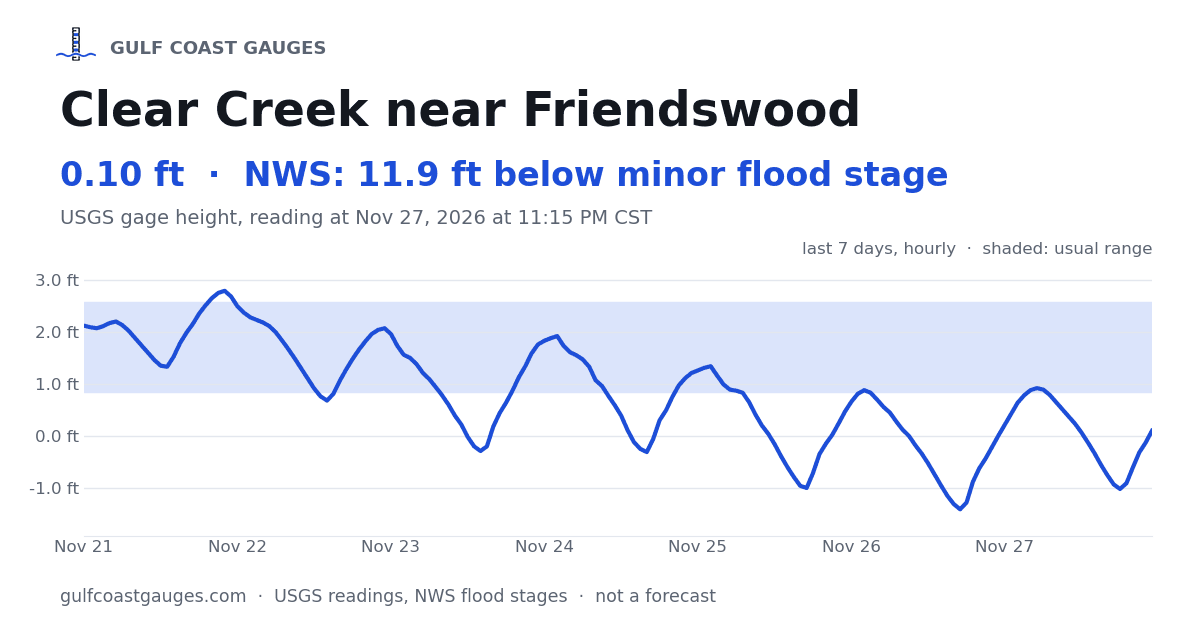 GULF COAST GAUGES
Clear Creek near Friendswood
0.10 ft · NWS: 11.9 ft below minor flood stage
USGS gage height, reading at Nov 27, 2026 at 11:15 PM CST
last 7 days, hourly · shaded: usual range
3.0 ft
2.0 ft
1.0 ft
0.0 ft
-1.0 ft
Nov 21 Nov 22 Nov 23 Nov 24 Nov 25 Nov 26 Nov 27
gulfcoastgauges.com · USGS readings, NWS flood stages · not a forecast